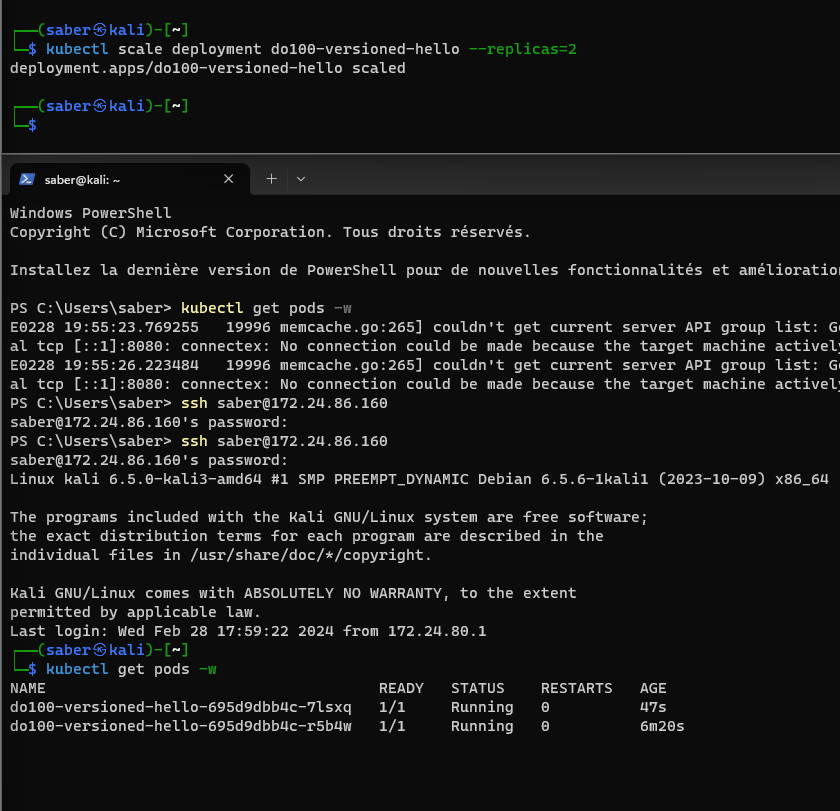 ┌──(saber㉿kali)-[~]
└─$ kubectl scale deployment do100-versioned-hello --replicas=2
deployment.apps/do100-versioned-hello scaled
┌──(saber㉿kali)-[~]
└─$
saber@kali: ~
Windows PowerShell
Copyright (C) Microsoft Corporation. Tous droits réservés.
Installez la dernière version de PowerShell pour de nouvelles fonctionnalités et
PS C:\Users\saber> kubectl get pods -w
E0228 19:55:23.769255   19996 memcache.go:265] couldn't get current server API group list:
al tcp [::1]:8080: connectex: No connection could be made because the target machine
E0228 19:55:26.223484   19996 memcache.go:265] couldn't get current server API group list:
al tcp [::1]:8080: connectex: No connection could be made because the target machine
PS C:\Users\saber> ssh saber@172.24.86.160
saber@172.24.86.160's password:
PS C:\Users\saber> ssh saber@172.24.86.160
saber@172.24.86.160's password:
Linux kali 6.5.0-kali3-amd64 #1 SMP PREEMPT_DYNAMIC Debian 6.5.6-1kali1 (2023-10-09) x86_64
The programs included with the Kali GNU/Linux system are free software;
the exact distribution terms for each program are described in the
individual files in /usr/share/doc/*/copyright.
Kali GNU/Linux comes with ABSOLUTELY NO WARRANTY, to the extent
permitted by applicable law.
Last login: Wed Feb 28 17:59:22 2024 from 172.24.80.1
┌──(saber㉿kali)-[~]
└─$ kubectl get pods -w
NAME                                     READY   STATUS    RESTARTS   AGE
do100-versioned-hello-695d9dbb4c-7lsxq   1/1     Running   0          47s
do100-versioned-hello-695d9dbb4c-r5b4w   1/1     Running   0          6m20s